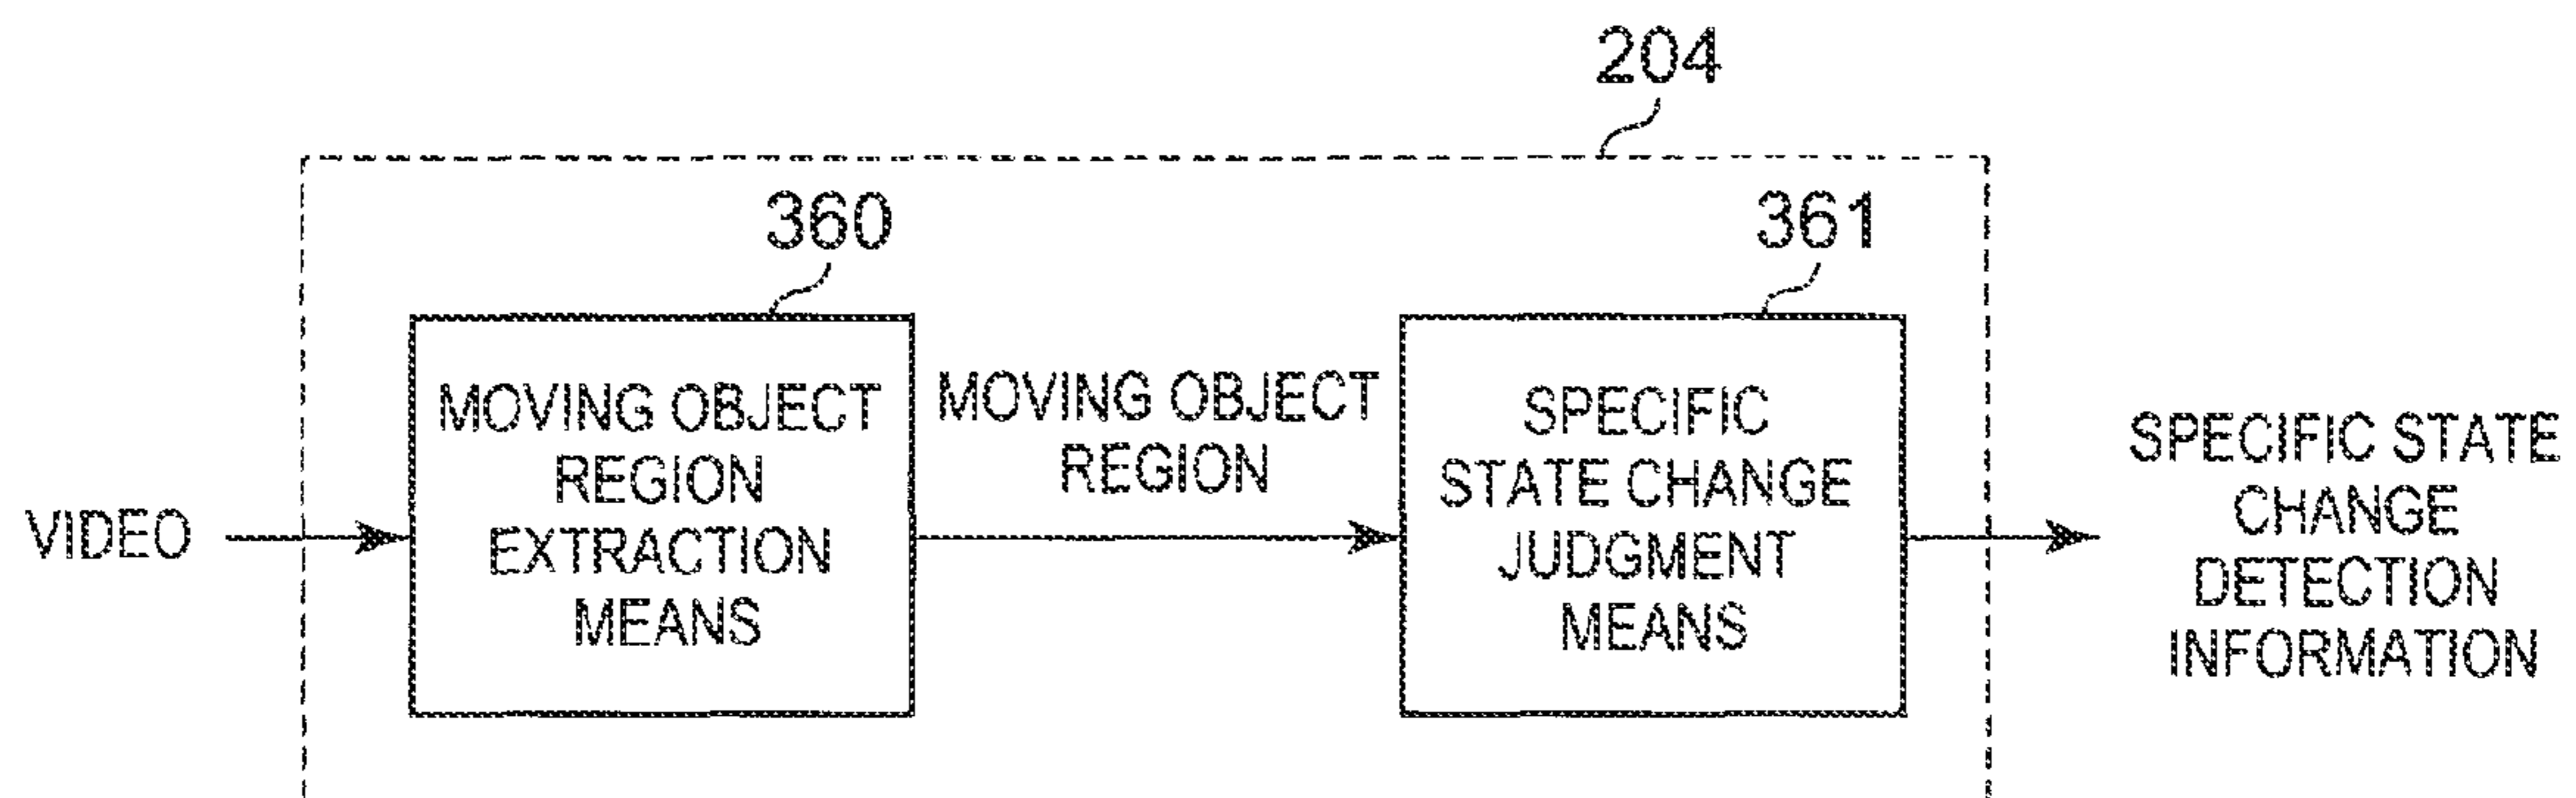 204
360
361
VIDEO
MOVING OBJECT
REGION
EXTRACTION
MEANS
MOVING OBJECT
REGION
SPECIFIC
STATE CHANGE
JUDGMENT
MEANS
SPECIFIC STATE
CHANGE
DETECTION
INFORMATION